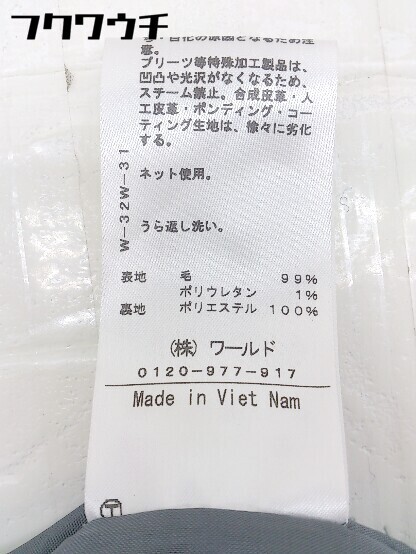 フクワウチ
・白化の原因となるため注
意。
プリーツ等特殊加工製品は、
凹凸や光沢がなくなるため、
スチーム禁止。合成皮革・人
工皮革・ボンディング・コー
ティング生地は、徐々に劣化
する。
ネット使用。
うら返し洗い。
W-32W-31
表地 毛 99%
ポリウレタン 1%
裏地 ポリエステル 100%
(株) ワールド
0120-977-917
Made in Viet Nam